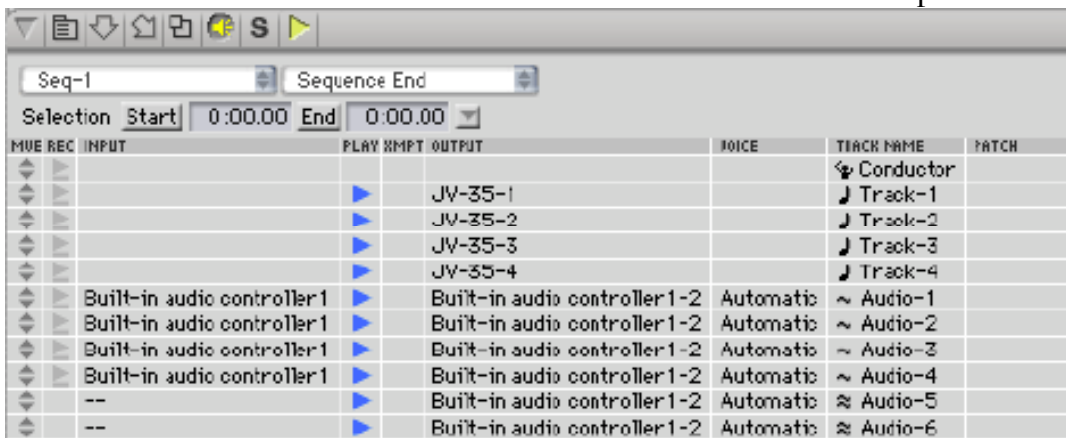 S
Seq-1 Sequence End
Selection Start 0:00.00 End 0:00.00
MVE REC INPUT PLAY XMPT OUTPUT VOICE TRACK NAME PATCH
Conductor
JV-35-1 Track-1
JV-35-2 Track-2
JV-35-3 Track-3
JV-35-4 Track-4
Built-in audio controller1 Built-in audio controller1-2 Automatic Audio-1
Built-in audio controller1 Built-in audio controller1-2 Automatic Audio-2
Built-in audio controller1 Built-in audio controller1-2 Automatic Audio-3
Built-in audio controller1 Built-in audio controller1-2 Automatic Audio-4
-- Built-in audio controller1-2 Automatic Audio-5
-- Built-in audio controller1-2 Automatic Audio-6